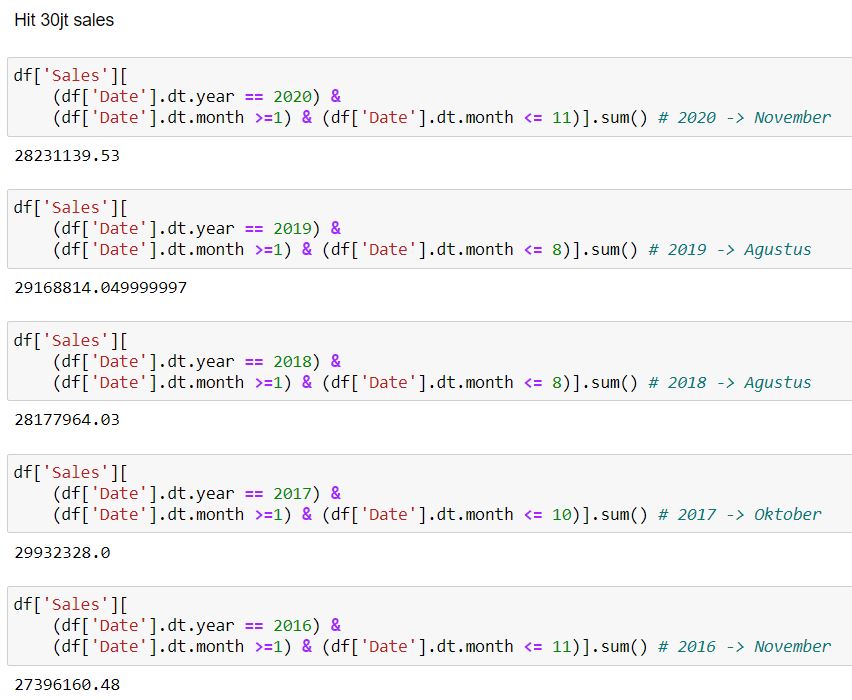 Hit 30jt sales
df['Sales'][
    (df['Date'].dt.year == 2020) &
    (df['Date'].dt.month >=1) & (df['Date'].dt.month <= 11)].sum() # 2020 -> November
28231139.53
df['Sales'][
    (df['Date'].dt.year == 2019) &
    (df['Date'].dt.month >=1) & (df['Date'].dt.month <= 8)].sum() # 2019 -> Agustus
29168814.049999997
df['Sales'][
    (df['Date'].dt.year == 2018) &
    (df['Date'].dt.month >=1) & (df['Date'].dt.month <= 8)].sum() # 2018 -> Agustus
28177964.03
df['Sales'][
    (df['Date'].dt.year == 2017) &
    (df['Date'].dt.month >=1) & (df['Date'].dt.month <= 10)].sum() # 2017 -> Oktober
29932328.0
df['Sales'][
    (df['Date'].dt.year == 2016) &
    (df['Date'].dt.month >=1) & (df['Date'].dt.month <= 11)].sum() # 2016 -> November
27396160.48